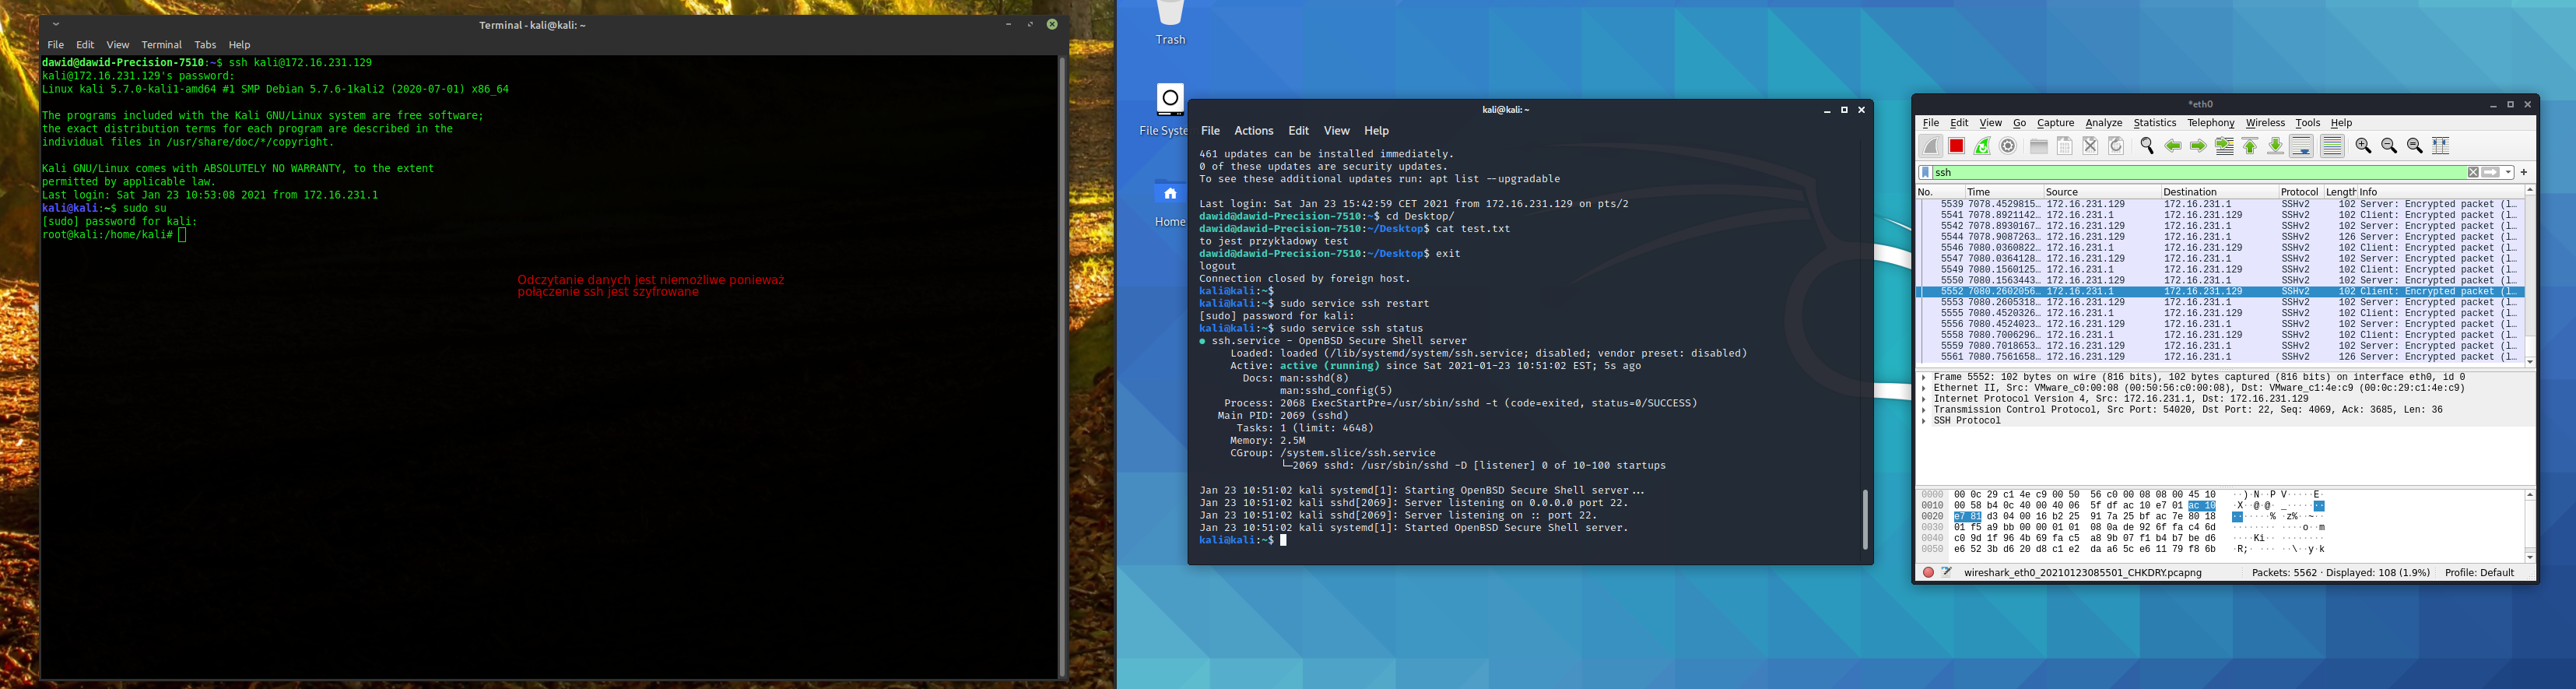 Terminal - kali@kali: ~
File Edit View Terminal Tabs Help
dawid@dawid-Precision-7510:~$ ssh kali@172.16.231.129
kali@172.16.231.129's password:
Linux kali 5.7.0-kali1-amd64 #1 SMP Debian 5.7.6-1kali2 (2020-07-01) x86_64
The programs included with the Kali GNU/Linux system are free software;
the exact distribution terms for each program are described in the
individual files in /usr/share/doc/*/copyright.
Kali GNU/Linux comes with ABSOLUTELY NO WARRANTY, to the extent
permitted by applicable law.
Last login: Sat Jan 23 10:53:08 2021 from 172.16.231.1
kali@kali:~$ sudo su
[sudo] password for kali:
root@kali:/home/kali#
Odczytanie danych jest niemożliwe ponieważ
połączenie ssh jest szyfrowane
Trash
File Syste
Home
kali@kali: ~
File Actions Edit View Help
461 updates can be installed immediately.
0 of these updates are security updates.
To see these additional updates run: apt list --upgradable
Last login: Sat Jan 23 15:42:59 CET 2021 from 172.16.231.129 on pts/2
dawid@dawid-Precision-7510:~$ cd Desktop/
dawid@dawid-Precision-7510:~/Desktop$ cat test.txt
to jest przykładowy test
dawid@dawid-Precision-7510:~/Desktop$ exit
logout
Connection closed by foreign host.
kali@kali:~$
kali@kali:~$ sudo service ssh restart
[sudo] password for kali:
kali@kali:~$ sudo service ssh status
● ssh.service - OpenBSD Secure Shell server
Loaded: loaded (/lib/systemd/system/ssh.service; disabled; vendor preset: disabled)
Active: active (running) since Sat 2021-01-23 10:51:02 EST; 5s ago
Docs: man:sshd(8)
man:sshd_config(5)
Process: 2068 ExecStartPre=/usr/sbin/sshd -t (code=exited, status=0/SUCCESS)
Main PID: 2069 (sshd)
Tasks: 1 (limit: 4648)
Memory: 2.5M
CGroup: /system.slice/ssh.service
└─2069 sshd: /usr/sbin/sshd -D [listener] 0 of 10-100 startups
Jan 23 10:51:02 kali systemd[1]: Starting OpenBSD Secure Shell server...
Jan 23 10:51:02 kali sshd[2069]: Server listening on 0.0.0.0 port 22.
Jan 23 10:51:02 kali sshd[2069]: Server listening on :: port 22.
Jan 23 10:51:02 kali systemd[1]: Started OpenBSD Secure Shell server.
kali@kali:~$
*eth0
File Edit View Go Capture Analyze Statistics Telephony Wireless Tools Help
ssh
No. Time Source Destination Protocol Length Info
5539 7078.4529815… 172.16.231.129 172.16.231.1 SSHv2 102 Server: Encrypted packet (l…
5541 7078.8921142… 172.16.231.1 172.16.231.129 SSHv2 102 Client: Encrypted packet (l…
5542 7078.8930167… 172.16.231.129 172.16.231.1 SSHv2 102 Server: Encrypted packet (l…
5544 7078.9087263… 172.16.231.129 172.16.231.1 SSHv2 126 Server: Encrypted packet (l…
5546 7080.0360822… 172.16.231.1 172.16.231.129 SSHv2 102 Client: Encrypted packet (l…
5547 7080.0364128… 172.16.231.129 172.16.231.1 SSHv2 102 Server: Encrypted packet (l…
5549 7080.1560125… 172.16.231.1 172.16.231.129 SSHv2 102 Client: Encrypted packet (l…
5550 7080.1563443… 172.16.231.129 172.16.231.1 SSHv2 102 Server: Encrypted packet (l…
5552 7080.2602056… 172.16.231.1 172.16.231.129 SSHv2 102 Client: Encrypted packet (l…
5553 7080.2605318… 172.16.231.129 172.16.231.1 SSHv2 102 Server: Encrypted packet (l…
5555 7080.4520326… 172.16.231.1 172.16.231.129 SSHv2 102 Client: Encrypted packet (l…
5556 7080.4524023… 172.16.231.129 172.16.231.1 SSHv2 102 Server: Encrypted packet (l…
5558 7080.7006296… 172.16.231.1 172.16.231.129 SSHv2 102 Client: Encrypted packet (l…
5559 7080.7018653… 172.16.231.129 172.16.231.1 SSHv2 102 Server: Encrypted packet (l…
5561 7080.7561658… 172.16.231.129 172.16.231.1 SSHv2 126 Server: Encrypted packet (l…
Frame 5552: 102 bytes on wire (816 bits), 102 bytes captured (816 bits) on interface eth0, id 0
Ethernet II, Src: VMware_c0:00:08 (00:50:56:c0:00:08), Dst: VMware_c1:4e:c9 (00:0c:29:c1:4e:c9)
Internet Protocol Version 4, Src: 172.16.231.1, Dst: 172.16.231.129
Transmission Control Protocol, Src Port: 54020, Dst Port: 22, Seq: 4069, Ack: 3685, Len: 36
SSH Protocol
0000 00 0c 29 c1 4e c9 00 50 56 c0 00 08 08 00 45 10 ··)·N··P V·····E·
0010 00 58 b4 0c 40 00 40 06 5f df ac 10 e7 01 ac 10 ·X··@·@· _·······
0020 e7 81 d3 04 00 16 b2 25 91 7a 25 bf ac 7e 80 18 ·······% ·z%··~··
0030 01 f5 a9 bb 00 00 01 01 08 0a de 92 6f fa c4 6d ········ ····o··m
0040 c0 9d 1f 96 4b 69 fa c5 a8 9b 07 f1 b4 b7 be d6 ····Ki·· ········
0050 e6 52 3b d6 20 d8 c1 e2 da a6 5c e6 11 79 f8 6b ·R;· ··· ··\··y·k
wireshark_eth0_20210123085501_CHKDRY.pcapng Packets: 5562 · Displayed: 108 (1.9%) Profile: Default